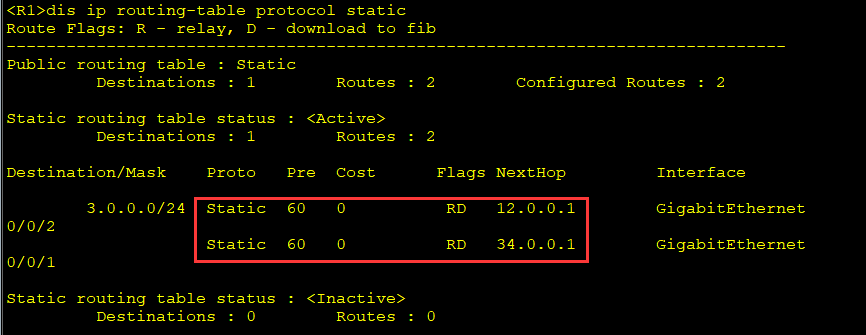 <R1>dis ip routing-table protocol static
Route Flags: R - relay, D - download to fib
------------------------------------------------------------------------------
Public routing table : Static
         Destinations : 1        Routes : 2        Configured Routes : 2
Static routing table status : <Active>
         Destinations : 1        Routes : 2
Destination/Mask    Proto   Pre  Cost      Flags NextHop         Interface
        3.0.0.0/24  Static  60   0          RD   12.0.0.1        GigabitEthernet
0/0/2
                    Static  60   0          RD   34.0.0.1        GigabitEthernet
0/0/1
Static routing table status : <Inactive>
         Destinations : 0        Routes : 0